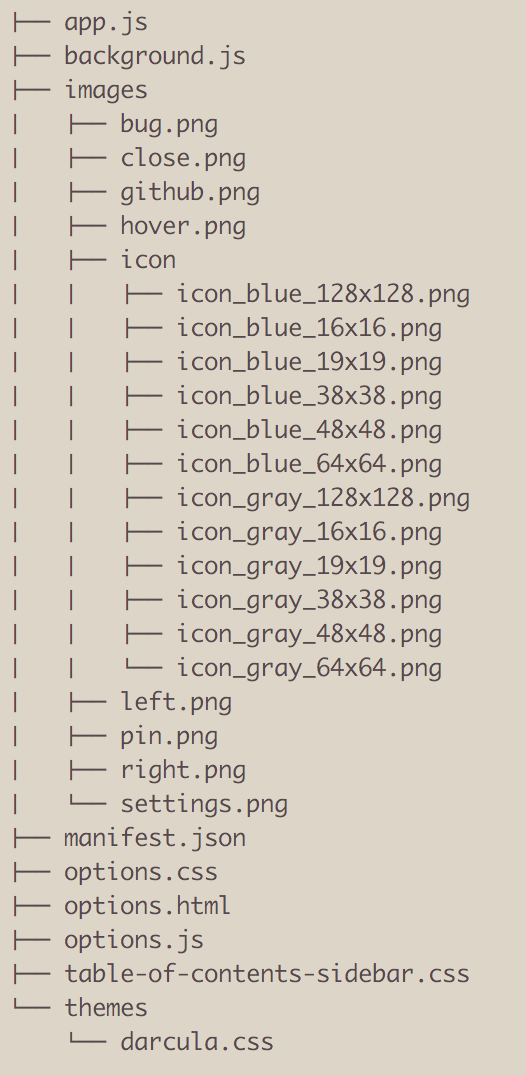 ├── app.js
├── background.js
├── images
│   ├── bug.png
│   ├── close.png
│   ├── github.png
│   ├── hover.png
│   ├── icon
│   │   ├── icon_blue_128x128.png
│   │   ├── icon_blue_16x16.png
│   │   ├── icon_blue_19x19.png
│   │   ├── icon_blue_38x38.png
│   │   ├── icon_blue_48x48.png
│   │   ├── icon_blue_64x64.png
│   │   ├── icon_gray_128x128.png
│   │   ├── icon_gray_16x16.png
│   │   ├── icon_gray_19x19.png
│   │   ├── icon_gray_38x38.png
│   │   ├── icon_gray_48x48.png
│   │   └── icon_gray_64x64.png
│   ├── left.png
│   ├── pin.png
│   ├── right.png
│   └── settings.png
├── manifest.json
├── options.css
├── options.html
├── options.js
├── table-of-contents-sidebar.css
└── themes
    └── darcula.css